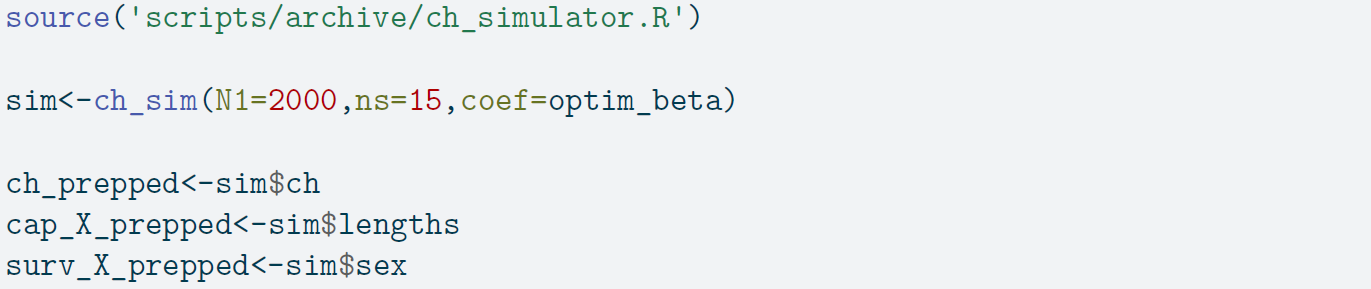 source('scripts/archive/ch_simulator.R')
sim<-ch_sim(N1=2000,ns=15,coef=optim_beta)
ch_prepped<-sim$ch
cap_X_prepped<-sim$lengths
surv_X_prepped<-sim$sex